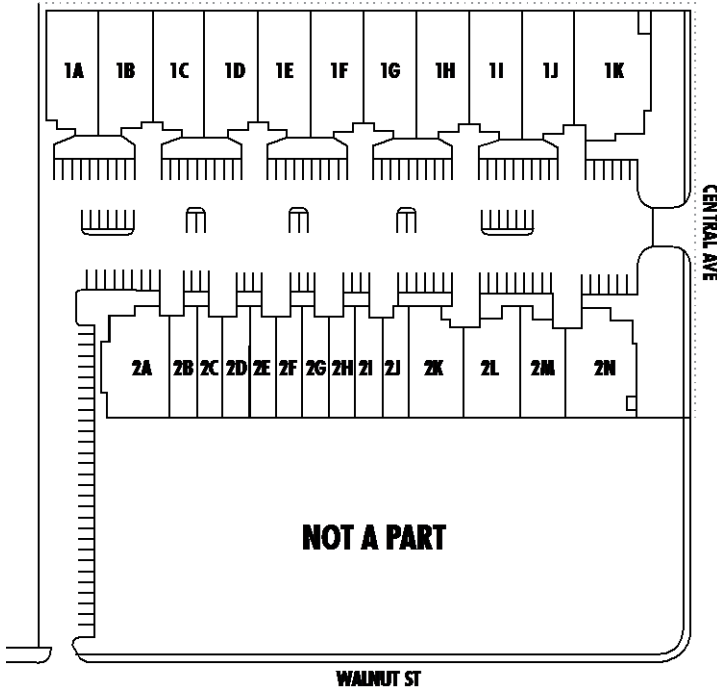 1A 1B 1C 1D 1E 1F 1G 1H 1I 1J 1K
CENTRAL AVE
2A 2B 2C 2D 2E 2F 2G 2H 2I 2J 2K 2L 2M 2N
NOT A PART
WALNUT ST